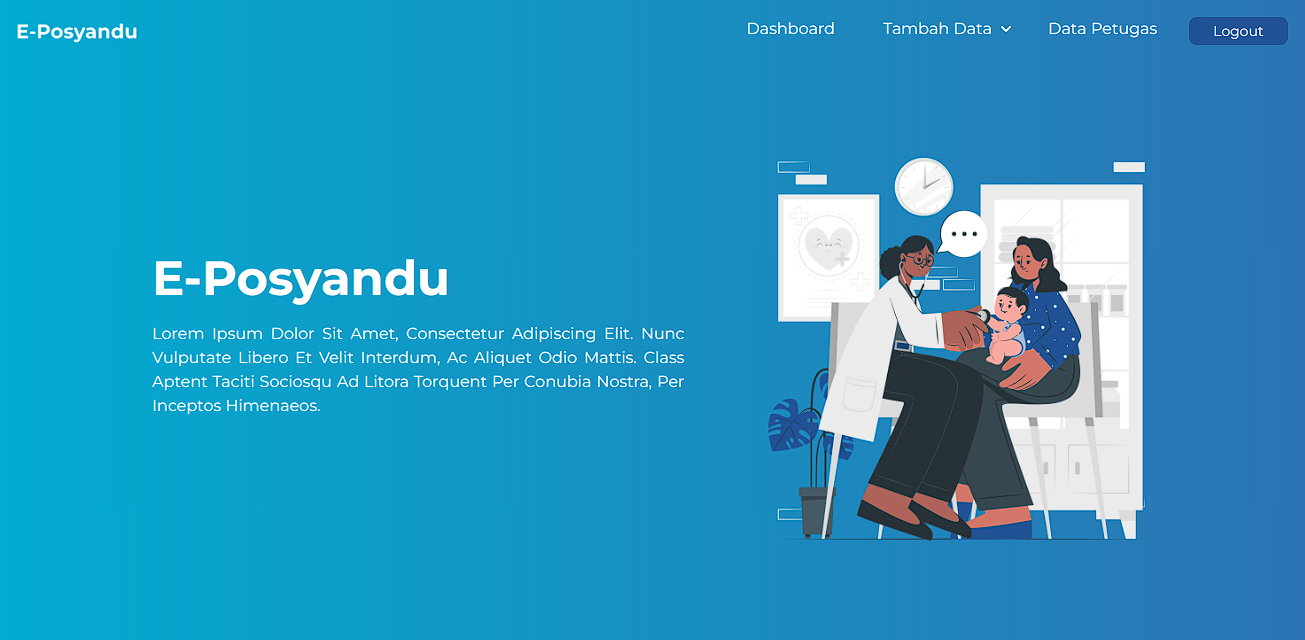 E-Posyandu
Dashboard
Tambah Data
Data Petugas
Logout
E-Posyandu
Lorem Ipsum Dolor Sit Amet, Consectetur Adipiscing Elit. Nunc
Vulputate Libero Et Velit Interdum, Ac Aliquet Odio Mattis. Class
Aptent Taciti Sociosqu Ad Litora Torquent Per Conubia Nostra, Per
Inceptos Himenaeos.